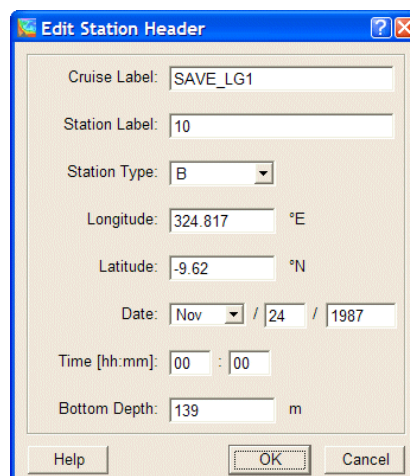 Edit Station Header
Cruise Label: SAVE_LG1
Station Label: 10
Station Type: B
Longitude: 324.817 °E
Latitude: -9.62 °N
Date: Nov / 24 / 1987
Time [hh:mm]: 00 : 00
Bottom Depth: 139 m
Help OK Cancel